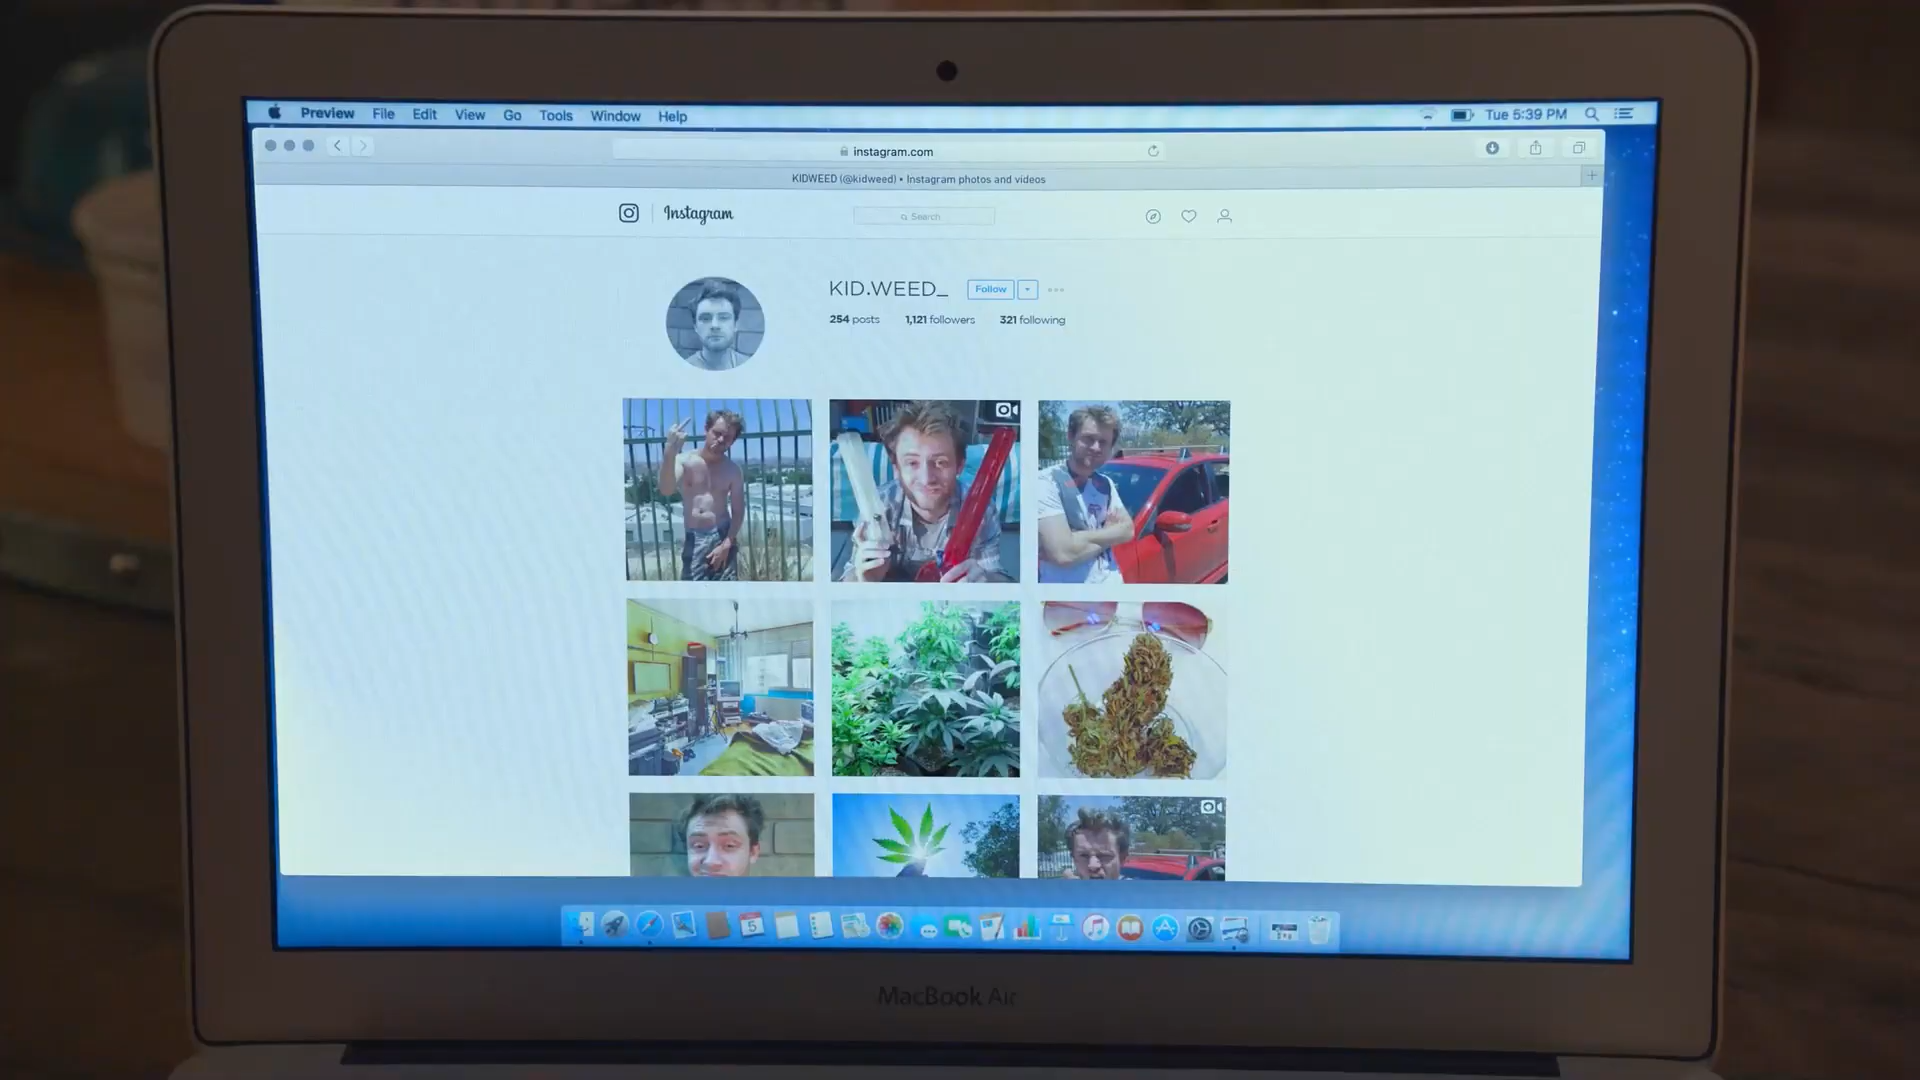 Preview File Edit View Go Tools Window Help Tue 5:39 PM
instagram.com
KIDWEED (@kidweed) • Instagram photos and videos
Instagram Search
KID.WEED_ Follow
254 posts 1,121 followers 321 following
5
MacBook Air